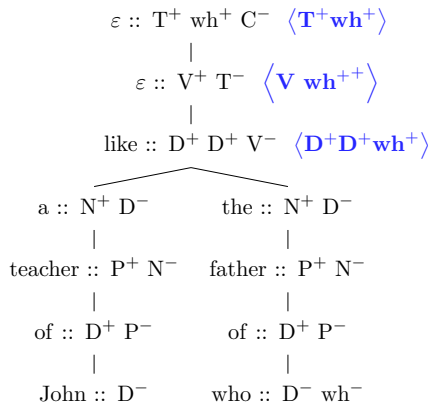 ε :: T⁺ wh⁺ C⁻ ⟨T⁺wh⁺⟩
ε :: V⁺ T⁻ ⟨V wh⁺⁺⟩
like :: D⁺ D⁺ V⁻ ⟨D⁺D⁺wh⁺⟩
a :: N⁺ D⁻ the :: N⁺ D⁻
teacher :: P⁺ N⁻ father :: P⁺ N⁻
of :: D⁺ P⁻ of :: D⁺ P⁻
John :: D⁻ who :: D⁻ wh⁻